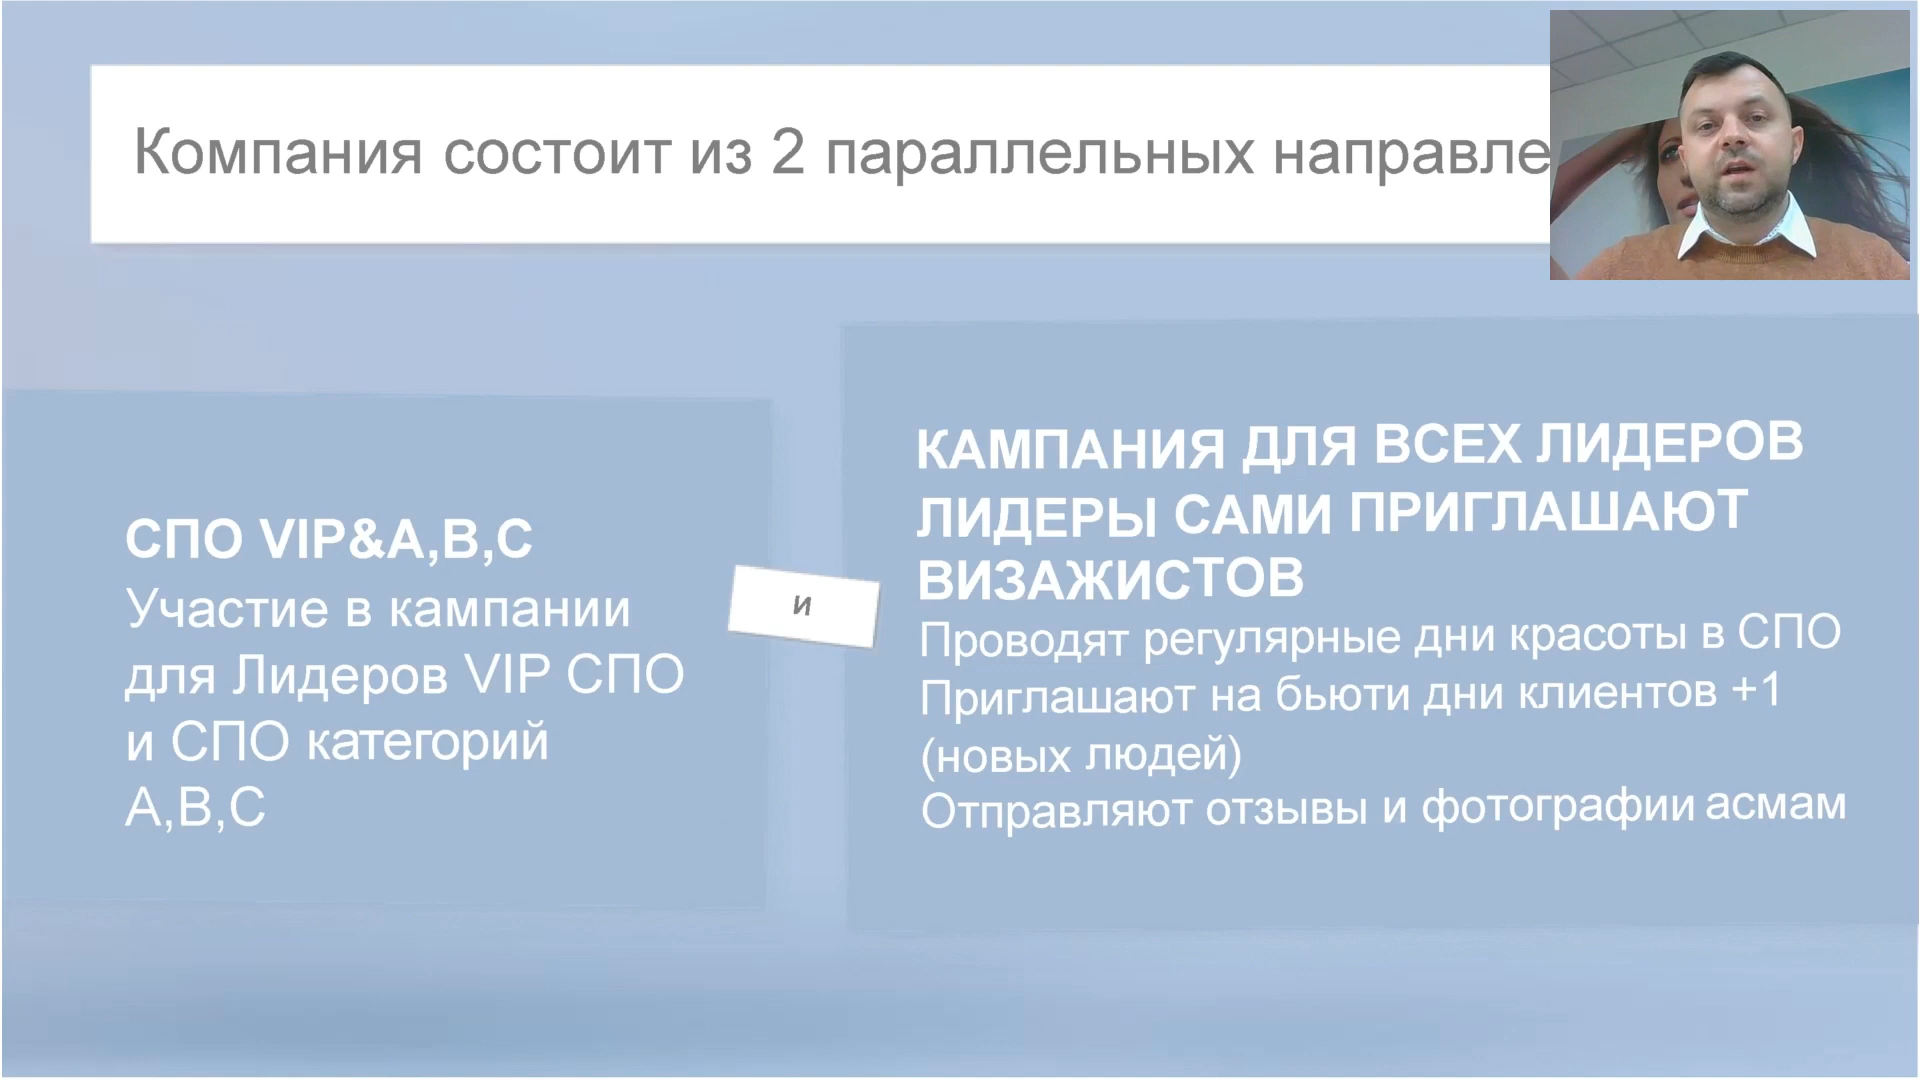 Компания состоит из 2 параллельных направле
СПО VIP&A,B,C
Участие в кампании
для Лидеров VIP СПО
и СПО категорий
A,B,C
и
КАМПАНИЯ ДЛЯ ВСЕХ ЛИДЕРОВ
ЛИДЕРЫ САМИ ПРИГЛАШАЮТ
ВИЗАЖИСТОВ
Проводят регулярные дни красоты в СПО
Приглашают на бьюти дни клиентов +1
(новых людей)
Отправляют отзывы и фотографии асмам